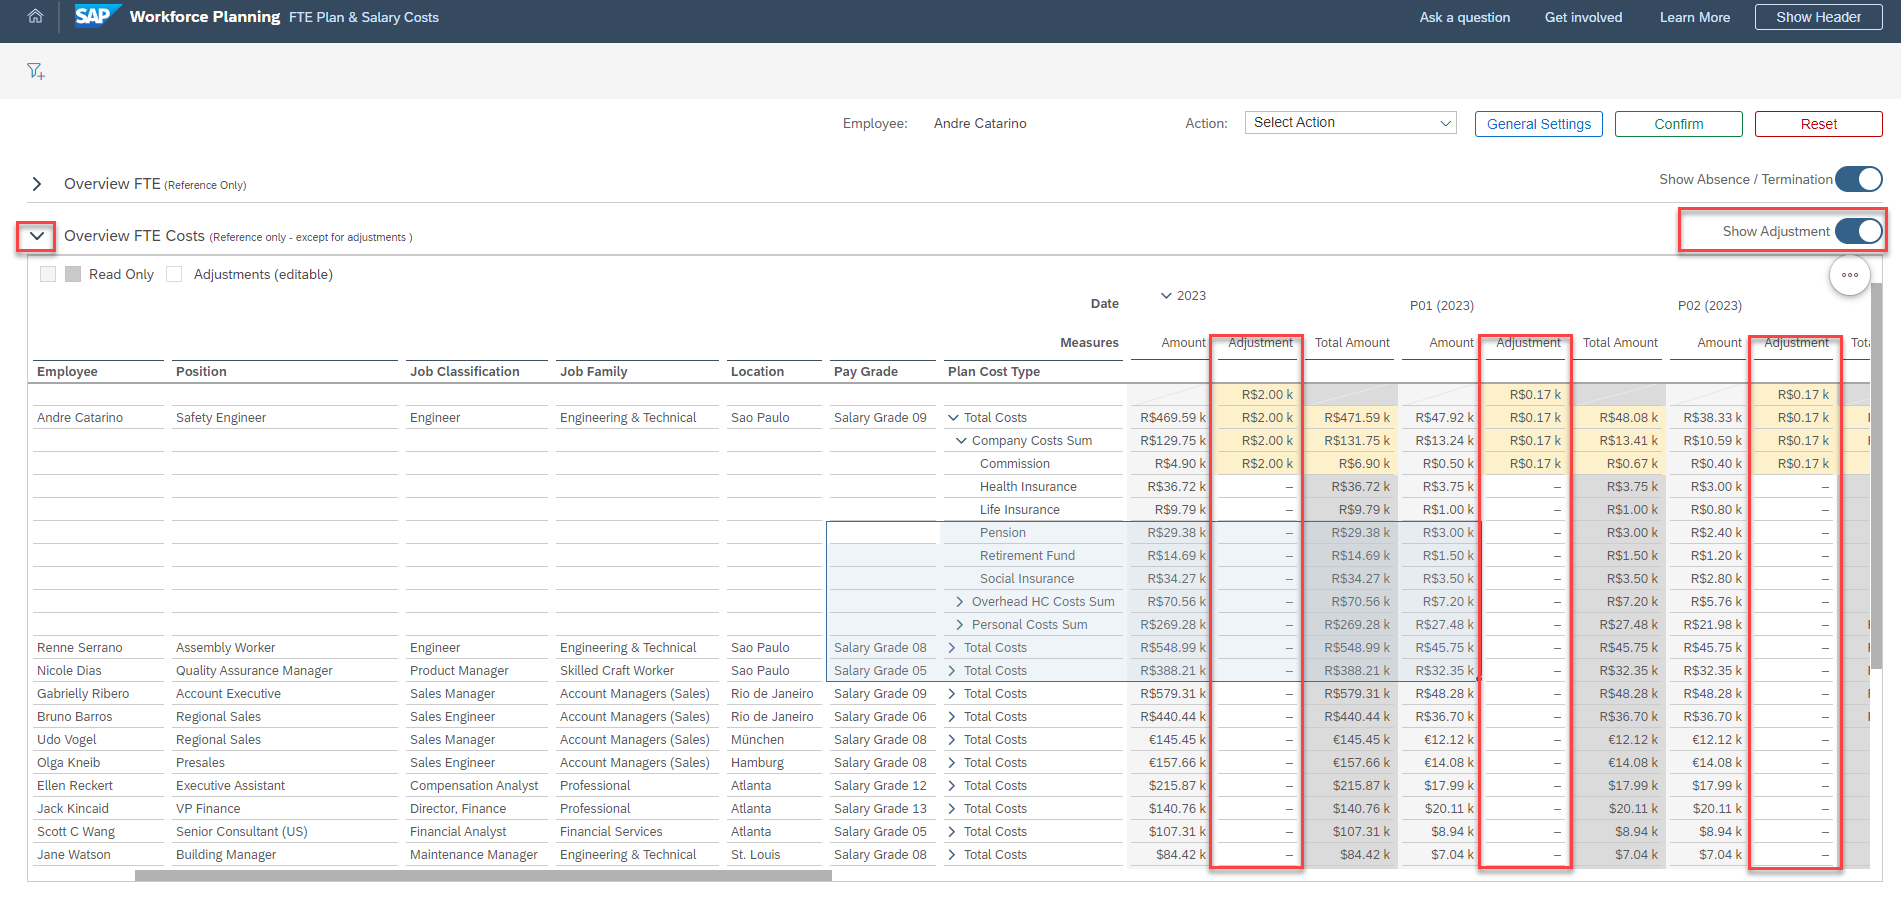 SAP Workforce Planning FTE Plan & Salary Costs Ask a question Get involved Learn More Show Header
Employee: Andre Catarino Action: Select Action General Settings Confirm Reset
Overview FTE (Reference Only) Show Absence / Termination
Overview FTE Costs (Reference only - except for adjustments ) Show Adjustment
Read Only Adjustments (editable)
Date 2023 P01 (2023) P02 (2023)
Measures Amount Adjustment Total Amount Amount Adjustment Total Amount Amount Adjustment
Employee Position Job Classification Job Family Location Pay Grade Plan Cost Type
R$2.00 k R$0.17 k R$0.17 k
Andre Catarino Safety Engineer Engineer Engineering & Technical Sao Paulo Salary Grade 09 Total Costs R$469.59 k R$2.00 k R$471.59 k R$47.92 k R$0.17 k R$48.08 k R$38.33 k R$0.17 k
Company Costs Sum R$129.75 k R$2.00 k R$131.75 k R$13.24 k R$0.17 k R$13.41 k R$10.59 k R$0.17 k
Commission R$4.90 k R$2.00 k R$6.90 k R$0.50 k R$0.17 k R$0.67 k R$0.40 k R$0.17 k
Health Insurance R$36.72 k – R$36.72 k R$3.75 k – R$3.75 k R$3.00 k –
Life Insurance R$9.79 k – R$9.79 k R$1.00 k – R$1.00 k R$0.80 k –
Pension R$29.38 k – R$29.38 k R$3.00 k – R$3.00 k R$2.40 k –
Retirement Fund R$14.69 k – R$14.69 k R$1.50 k – R$1.50 k R$1.20 k –
Social Insurance R$34.27 k – R$34.27 k R$3.50 k – R$3.50 k R$2.80 k –
Overhead HC Costs Sum R$70.56 k – R$70.56 k R$7.20 k – R$7.20 k R$5.76 k –
Personal Costs Sum R$269.28 k – R$269.28 k R$27.48 k – R$27.48 k R$21.98 k –
Renne Serrano Assembly Worker Engineer Engineering & Technical Sao Paulo Salary Grade 08 Total Costs R$548.99 k – R$548.99 k R$45.75 k – R$45.75 k R$45.75 k –
Nicole Dias Quality Assurance Manager Product Manager Skilled Craft Worker Sao Paulo Salary Grade 05 Total Costs R$388.21 k – R$388.21 k R$32.35 k – R$32.35 k R$32.35 k –
Gabrielly Ribero Account Executive Sales Manager Account Managers (Sales) Rio de Janeiro Salary Grade 09 Total Costs R$579.31 k – R$579.31 k R$48.28 k – R$48.28 k R$48.28 k –
Bruno Barros Regional Sales Sales Engineer Account Managers (Sales) Rio de Janeiro Salary Grade 06 Total Costs R$440.44 k – R$440.44 k R$36.70 k – R$36.70 k R$36.70 k –
Udo Vogel Regional Sales Sales Manager Account Managers (Sales) München Salary Grade 08 Total Costs €145.45 k – €145.45 k €12.12 k – €12.12 k €12.12 k –
Olga Kneib Presales Sales Engineer Account Managers (Sales) Hamburg Salary Grade 08 Total Costs €157.66 k – €157.66 k €14.08 k – €14.08 k €14.08 k –
Ellen Reckert Executive Assistant Compensation Analyst Professional Atlanta Salary Grade 12 Total Costs $215.87 k – $215.87 k $17.99 k – $17.99 k $17.99 k –
Jack Kincaid VP Finance Director, Finance Professional Atlanta Salary Grade 13 Total Costs $140.76 k – $140.76 k $20.11 k – $20.11 k $20.11 k –
Scott C Wang Senior Consultant (US) Financial Analyst Financial Services Atlanta Salary Grade 05 Total Costs $107.31 k – $107.31 k $8.94 k – $8.94 k $8.94 k –
Jane Watson Building Manager Maintenance Manager Engineering & Technical St. Louis Salary Grade 08 Total Costs $84.42 k – $84.42 k $7.04 k – $7.04 k $7.04 k –